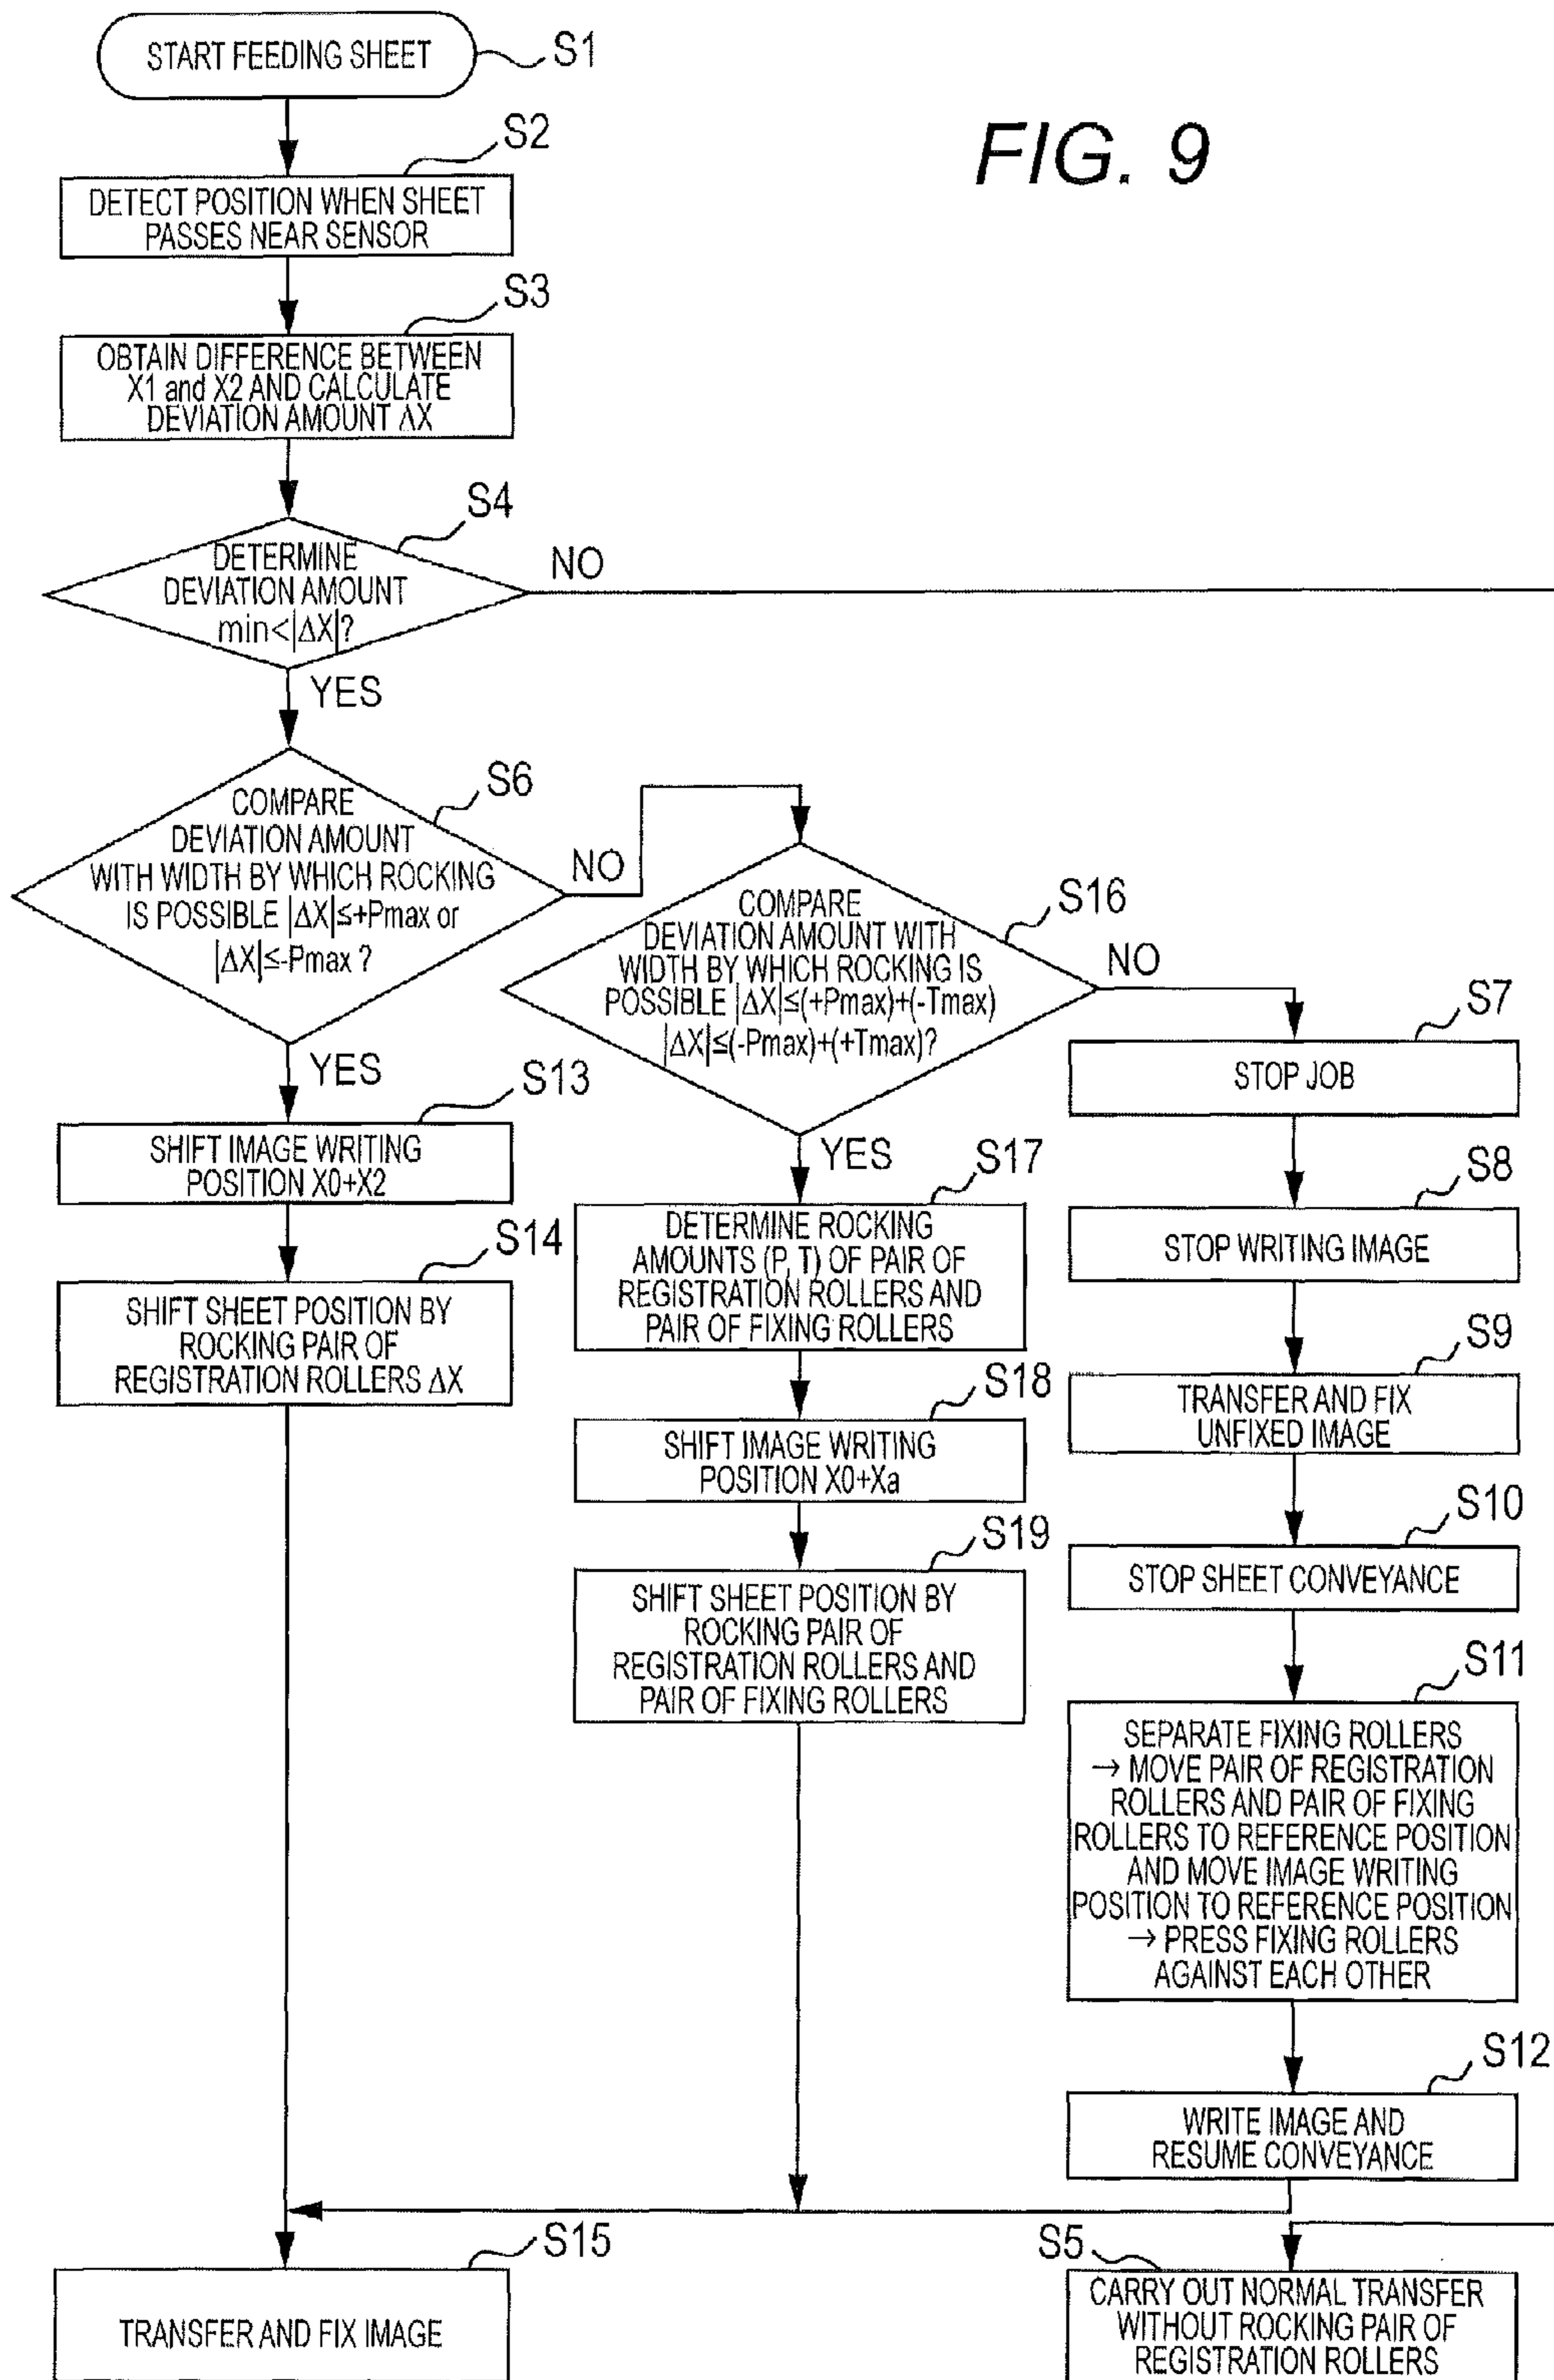 FIG. 9
START FEEDING SHEET
S1
S2
DETECT POSITION WHEN SHEET
PASSES NEAR SENSOR
S3
OBTAIN DIFFERENCE BETWEEN
X1 and X2 AND CALCULATE
DEVIATION AMOUNT ΔX
S4
DETERMINE
DEVIATION AMOUNT
min<|ΔX|?
NO
YES
S6
COMPARE
DEVIATION AMOUNT
WITH WIDTH BY WHICH ROCKING
IS POSSIBLE |ΔX|≤+Pmax or
|ΔX|≤-Pmax ?
NO
YES
S13
SHIFT IMAGE WRITING
POSITION X0+X2
S14
SHIFT SHEET POSITION BY
ROCKING PAIR OF
REGISTRATION ROLLERS ΔX
S16
COMPARE
DEVIATION AMOUNT WITH
WIDTH BY WHICH ROCKING IS
POSSIBLE |ΔX|≤(+Pmax)+(-Tmax)
|ΔX|≤(-Pmax)+(+Tmax)?
NO
YES
S17
DETERMINE ROCKING
AMOUNTS (P, T) OF PAIR OF
REGISTRATION ROLLERS AND
PAIR OF FIXING ROLLERS
S18
SHIFT IMAGE WRITING
POSITION X0+Xa
S19
SHIFT SHEET POSITION BY
ROCKING PAIR OF
REGISTRATION ROLLERS AND
PAIR OF FIXING ROLLERS
S7
STOP JOB
S8
STOP WRITING IMAGE
S9
TRANSFER AND FIX
UNFIXED IMAGE
S10
STOP SHEET CONVEYANCE
S11
SEPARATE FIXING ROLLERS
→ MOVE PAIR OF REGISTRATION
ROLLERS AND PAIR OF FIXING
ROLLERS TO REFERENCE POSITION
AND MOVE IMAGE WRITING
POSITION TO REFERENCE POSITION
→ PRESS FIXING ROLLERS
AGAINST EACH OTHER
S12
WRITE IMAGE AND
RESUME CONVEYANCE
S15
TRANSFER AND FIX IMAGE
S5
CARRY OUT NORMAL TRANSFER
WITHOUT ROCKING PAIR OF
REGISTRATION ROLLERS